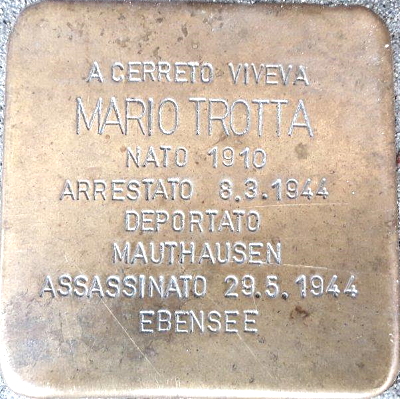 A CERRETO VIVEVA
MARIO TROTTA
NATO 1910
ARRESTATO 8.3.1944
DEPORTATO
MAUTHAUSEN
ASSASSINATO 29.5.1944
EBENSEE